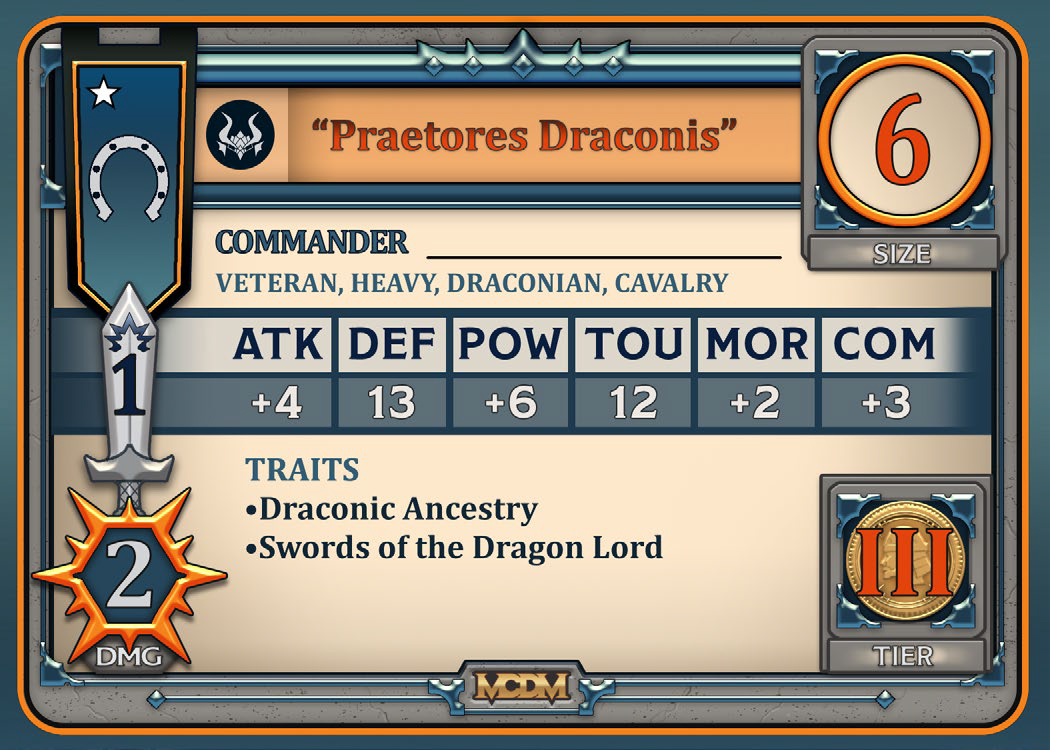 “Praetores Draconis”
6
SIZE
COMMANDER
VETERAN, HEAVY, DRACONIAN, CAVALRY
ATK DEF POW TOU MOR COM
1
+4 13 +6 12 +2 +3
TRAITS
•Draconic Ancestry
•Swords of the Dragon Lord
2
DMG
III
TIER
MCDM